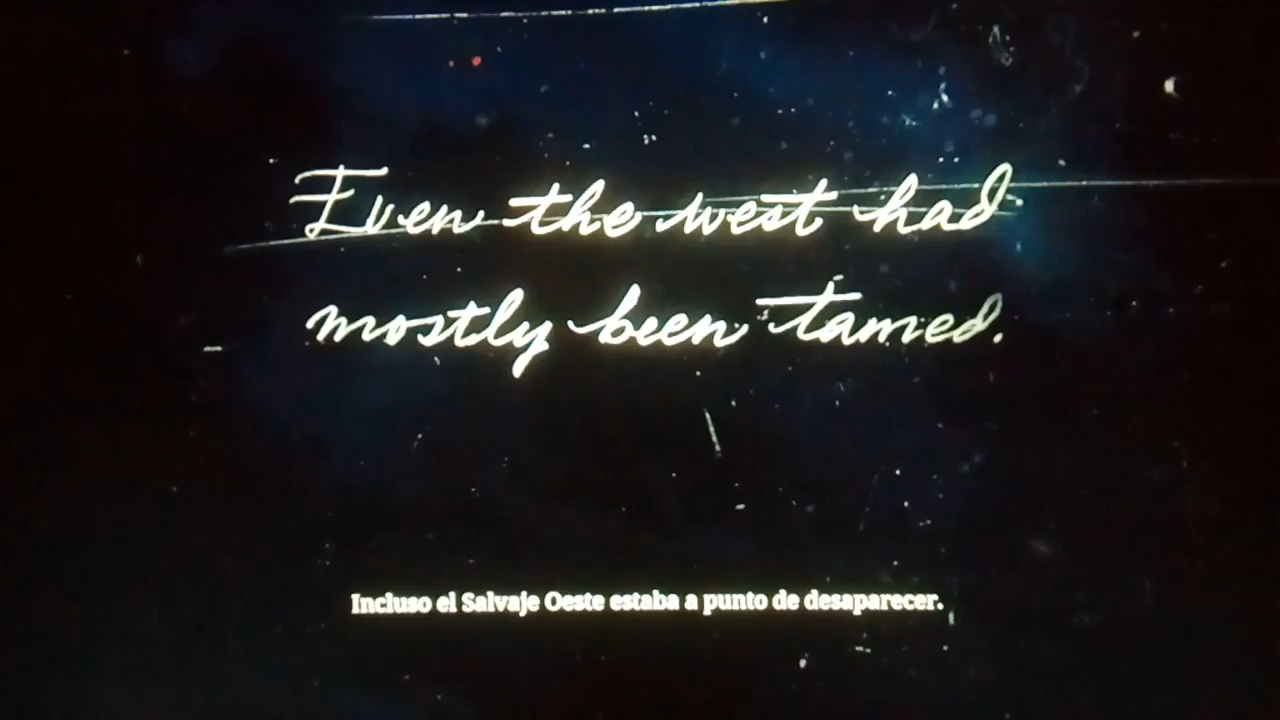 Even the west had
mostly been tamed.
Incluso el Salvaje Oeste estaba a punto de desaparecer.